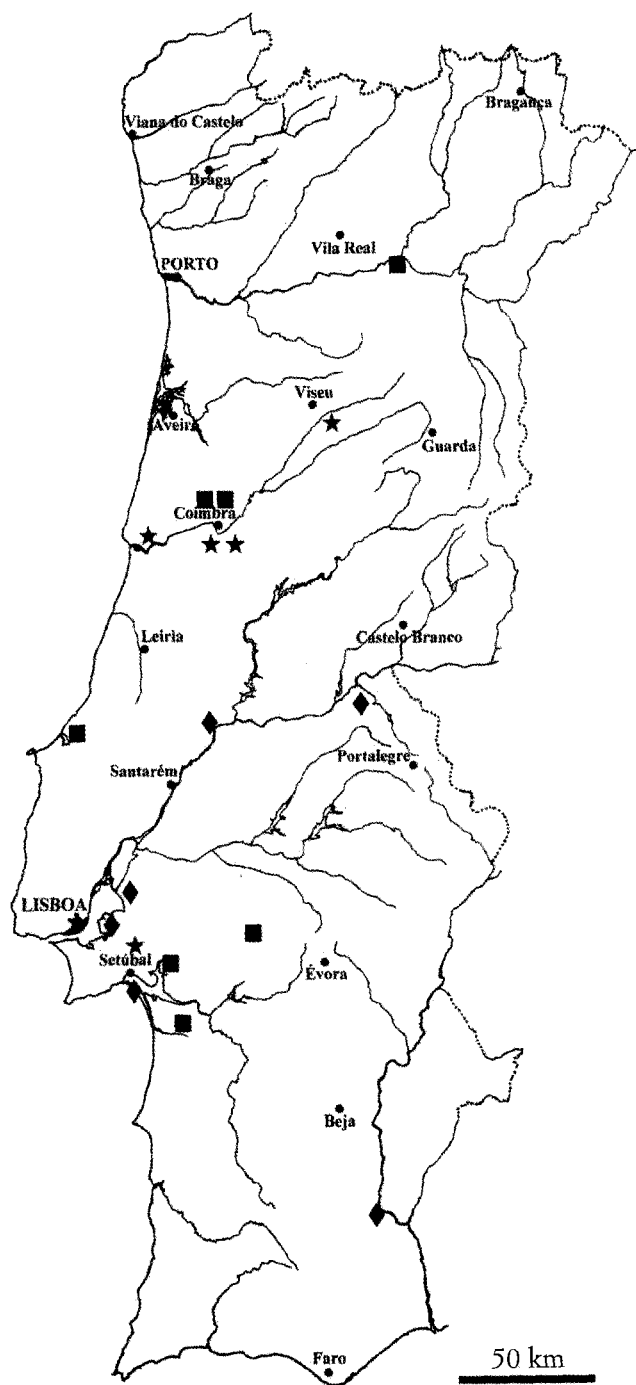 Bragança
Viana do Castelo
Braga
Vila Real
PORTO
Viseu
Aveiro
Guarda
Coimbra
Castelo Branco
Leiria
Portalegre
Santarém
LISBOA
Setúbal
Évora
Beja
Faro
50 km